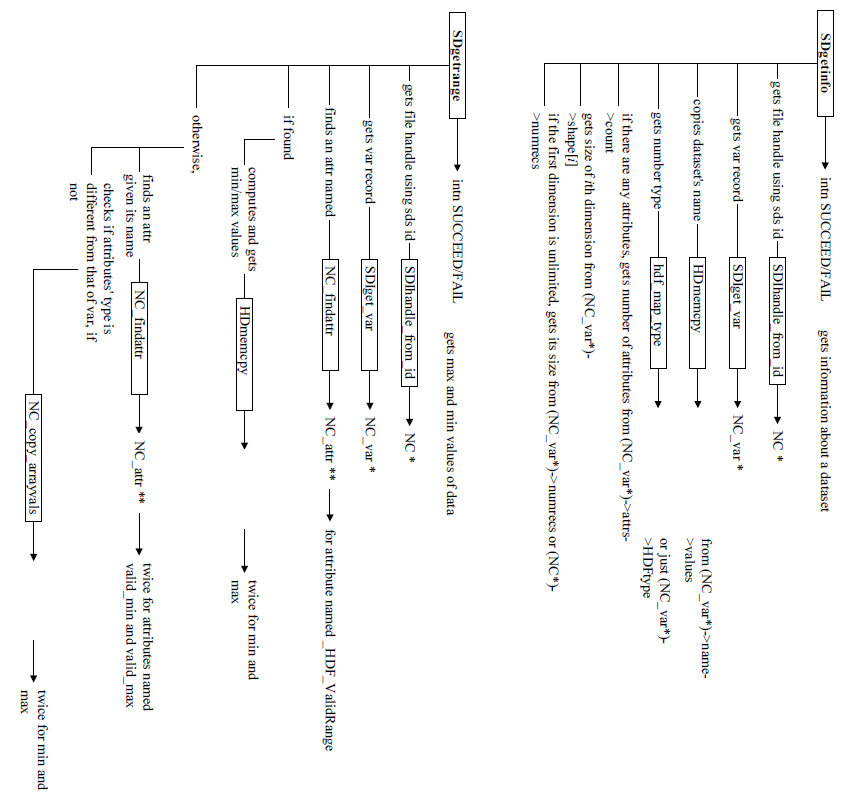 SDgetinfo
intn SUCCEED/FAIL
gets information about a dataset
gets file handle using sds id
SDIhandle_from_id
NC *
gets var record
SDIget_var
NC_var *
copies dataset's name
HDmemcpy
from (NC_var*)->name-
>values
gets number type
hdf_map_type
or just (NC_var*)-
>HDFtype
if there are any attributes, gets number of attributes from (NC_var*)->attrs-
>count
gets size of ith dimension from (NC_var*)-
>shape[i]
if the first dimension is unlimited, gets its size from (NC_var*)->numrecs or (NC*)-
>numrecs
SDgetrange
intn SUCCEED/FAIL
gets max and min values of data
gets file handle using sds id
SDIhandle_from_id
NC *
gets var record
SDIget_var
NC_var *
finds an attr named
NC_findattr
NC_attr **
for attribute named _HDF_ValidRange
if found
computes and gets
min/max values
HDmemcpy
twice for min and
max
otherwise,
finds an attr
given its name
NC_findattr
NC_attr **
twice for attributes named
valid_min and valid_max
checks if attributes' type is
different from that of var, if
not
NC_copy_arrayvals
twice for min and
max